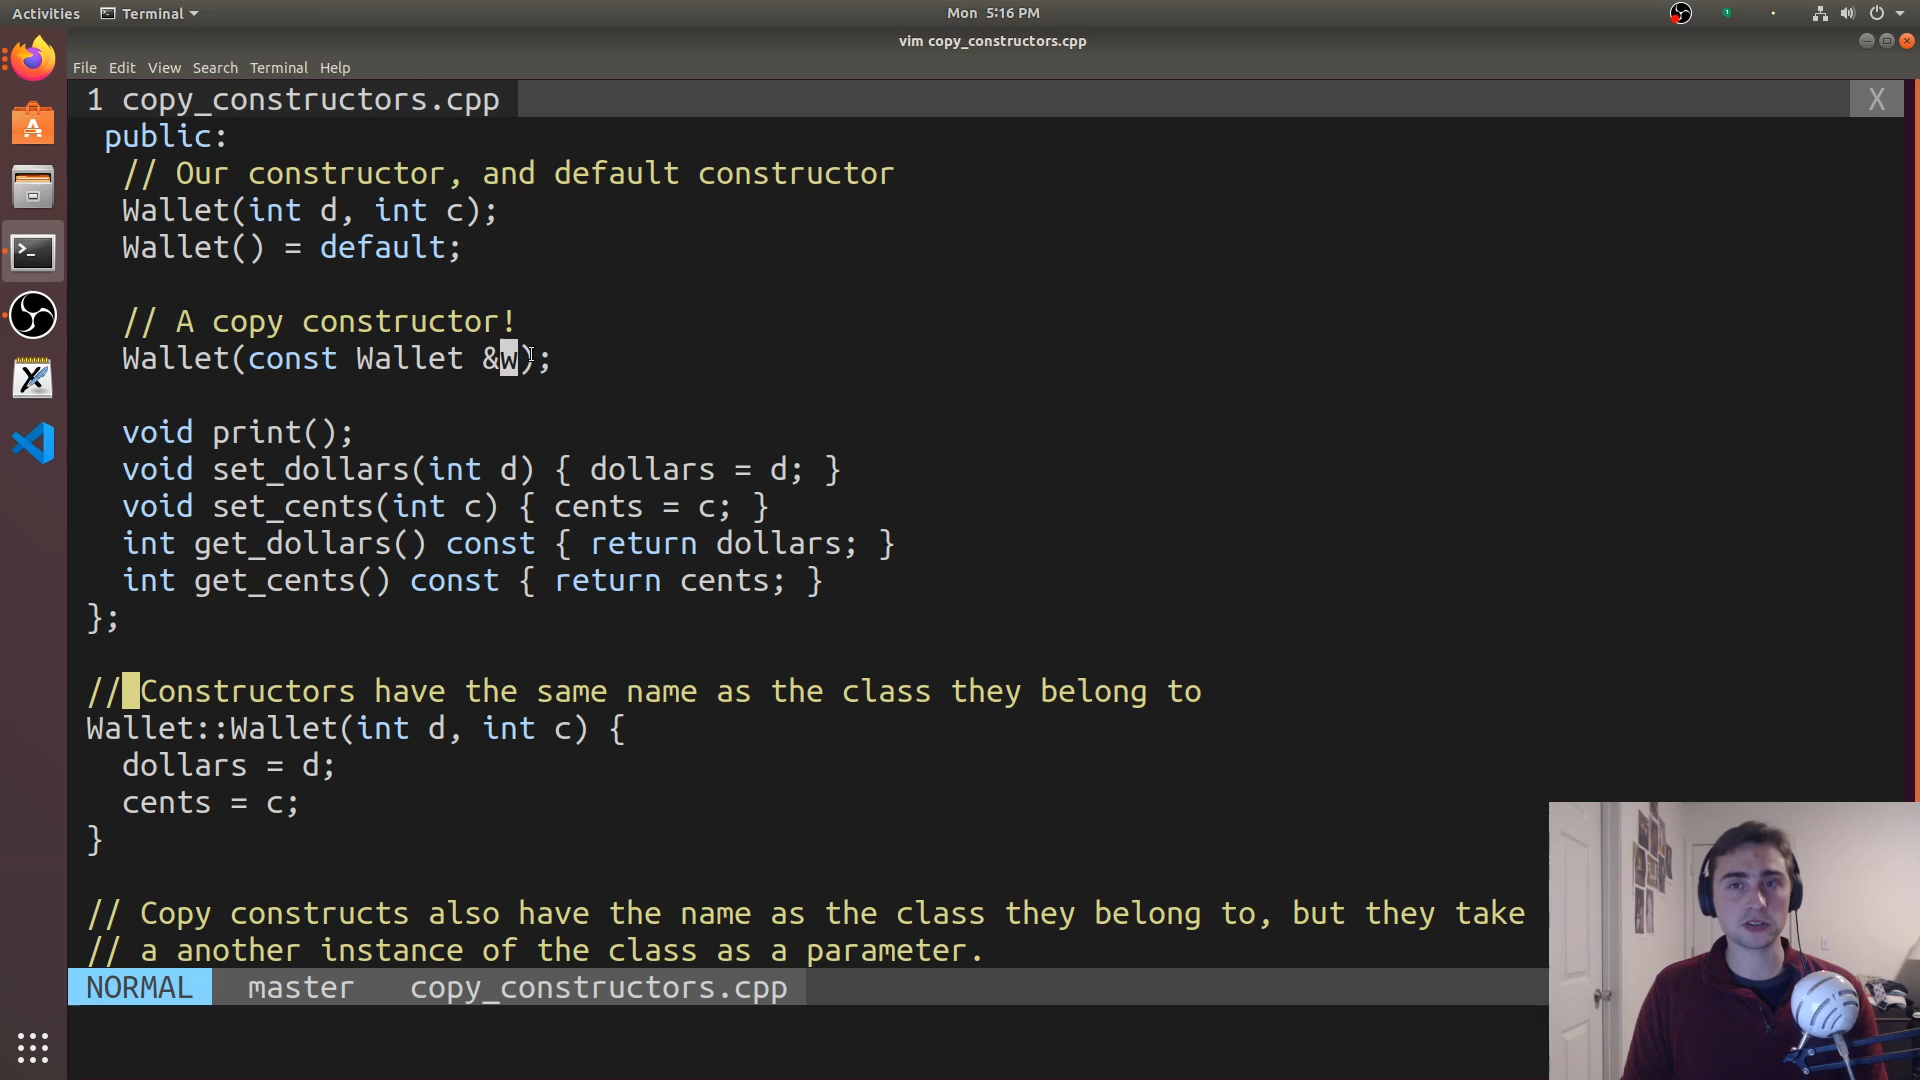 Activities Terminal Mon 5:16 PM
vim copy_constructors.cpp
File Edit View Search Terminal Help
1 copy_constructors.cpp X
public:
// Our constructor, and default constructor
Wallet(int d, int c);
Wallet() = default;
// A copy constructor!
Wallet(const Wallet &w);
void print();
void set_dollars(int d) { dollars = d; }
void set_cents(int c) { cents = c; }
int get_dollars() const { return dollars; }
int get_cents() const { return cents; }
};
// Constructors have the same name as the class they belong to
Wallet::Wallet(int d, int c) {
dollars = d;
cents = c;
}
// Copy constructs also have the name as the class they belong to, but they take
// a another instance of the class as a parameter.
NORMAL master copy_constructors.cpp